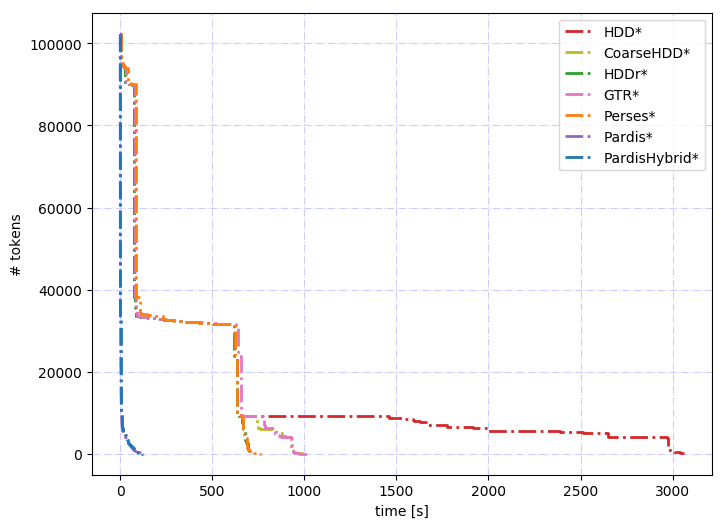 HDD*
CoarseHDD*
HDDr*
GTR*
Perses*
Pardis*
PardisHybrid*
# tokens
100000
80000
60000
40000
20000
0
0 500 1000 1500 2000 2500 3000
time [s]